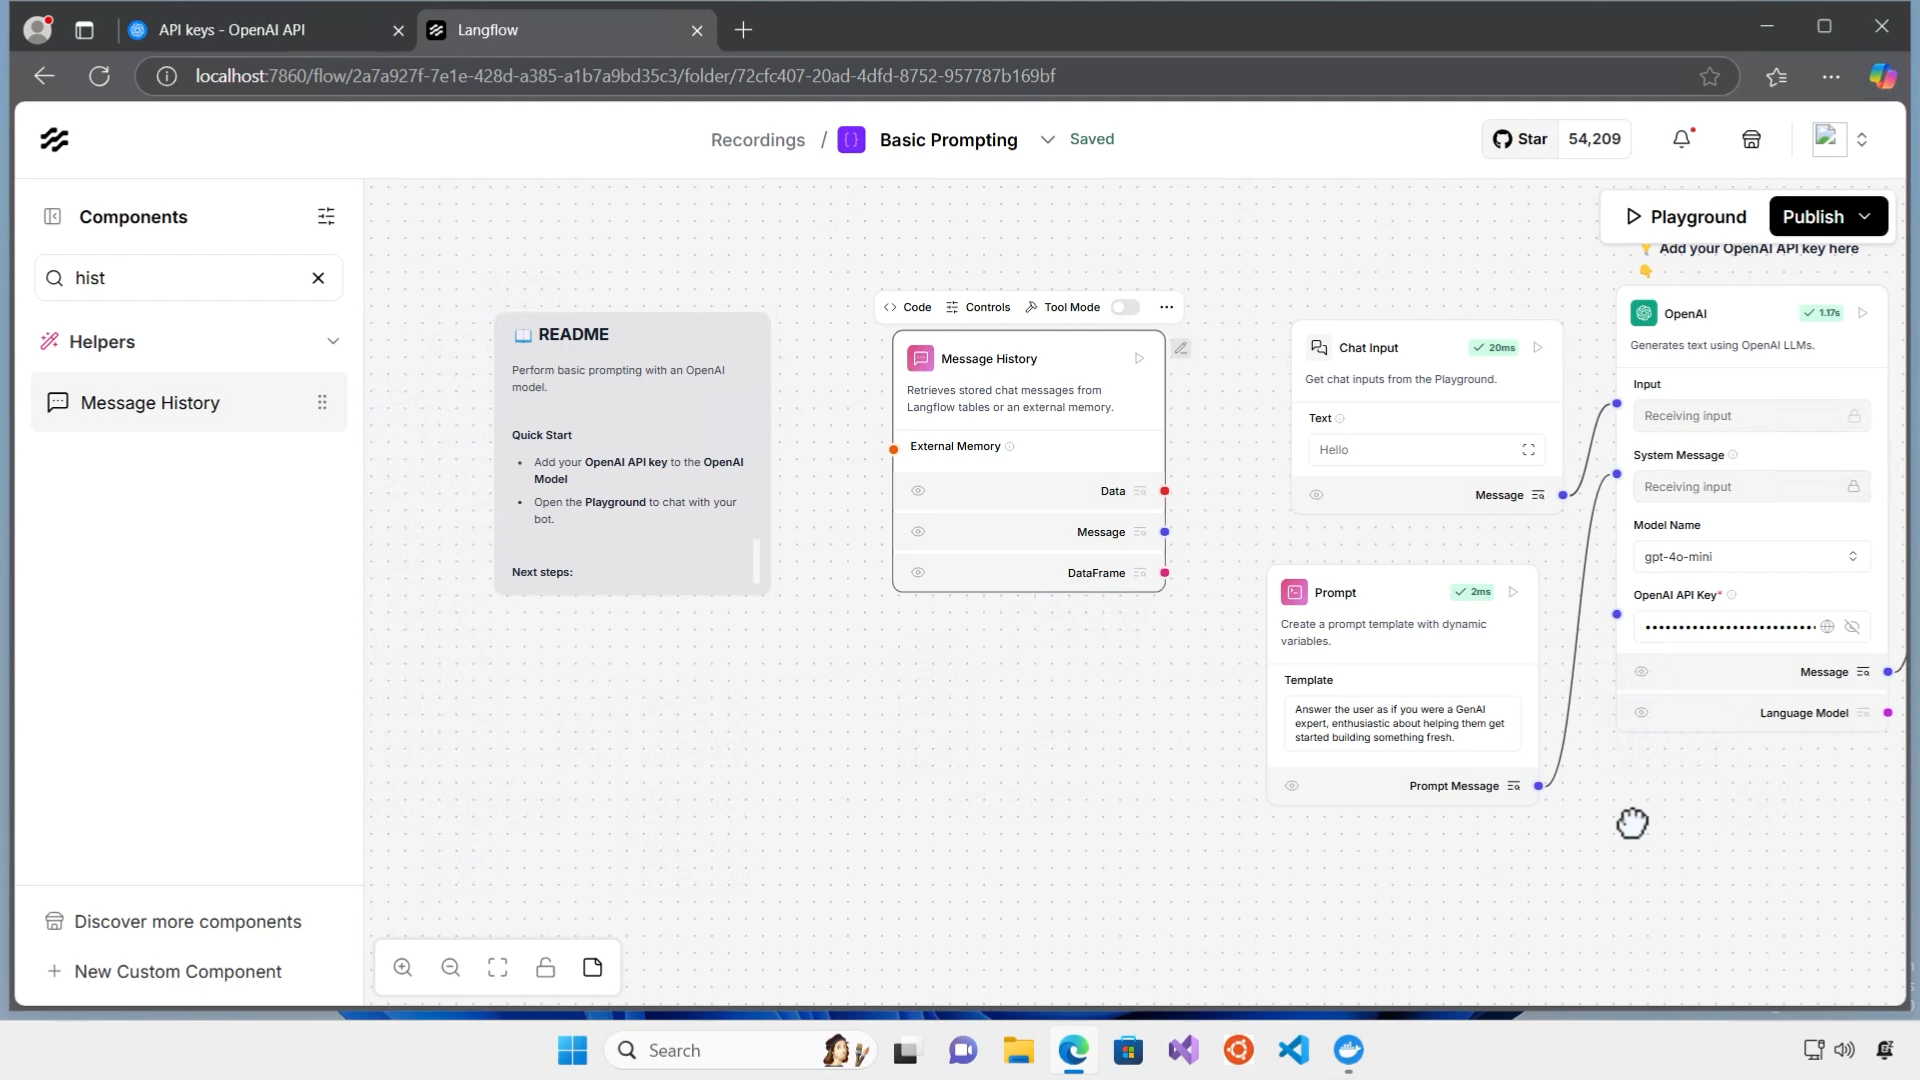 API keys - OpenAI API
Langflow
localhost:7860/flow/2a7a927f-7e1e-428d-a385-a1b7a9bd35c3/folder/72cfc407-20ad-4dfd-8752-957787b169bf
Recordings / Basic Prompting Saved
Star 54,209
Components
hist
Helpers
Message History
Discover more components
New Custom Component
Playground
Publish
README
Perform basic prompting with an OpenAI
model.
Quick Start
• Add your OpenAI API key to the OpenAI
Model
• Open the Playground to chat with your
bot.
Next steps:
Code Controls Tool Mode
Message History
Retrieves stored chat messages from
Langflow tables or an external memory.
External Memory
Data
Message
DataFrame
Chat Input
20ms
Get chat inputs from the Playground.
Text
Hello
Message
Prompt
2ms
Create a prompt template with dynamic
variables.
Template
Answer the user as if you were a GenAI
expert, enthusiastic about helping them get
started building something fresh.
Prompt Message
Add your OpenAI API key here
OpenAI
1.17s
Generates text using OpenAI LLMs.
Input
Receiving input
System Message
Receiving input
Model Name
gpt-4o-mini
OpenAI API Key*
Message
Language Model
Search